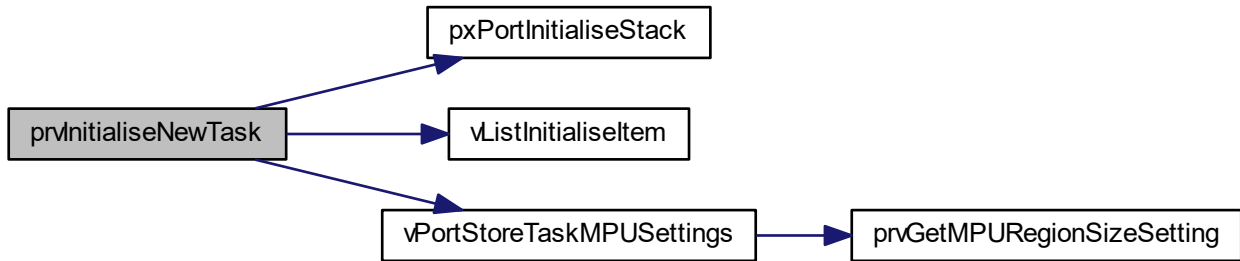 pxPortInitialiseStack
prvInitialiseNewTask
vListInitialiseItem
vPortStoreTaskMPUSettings
prvGetMPURegionSizeSetting